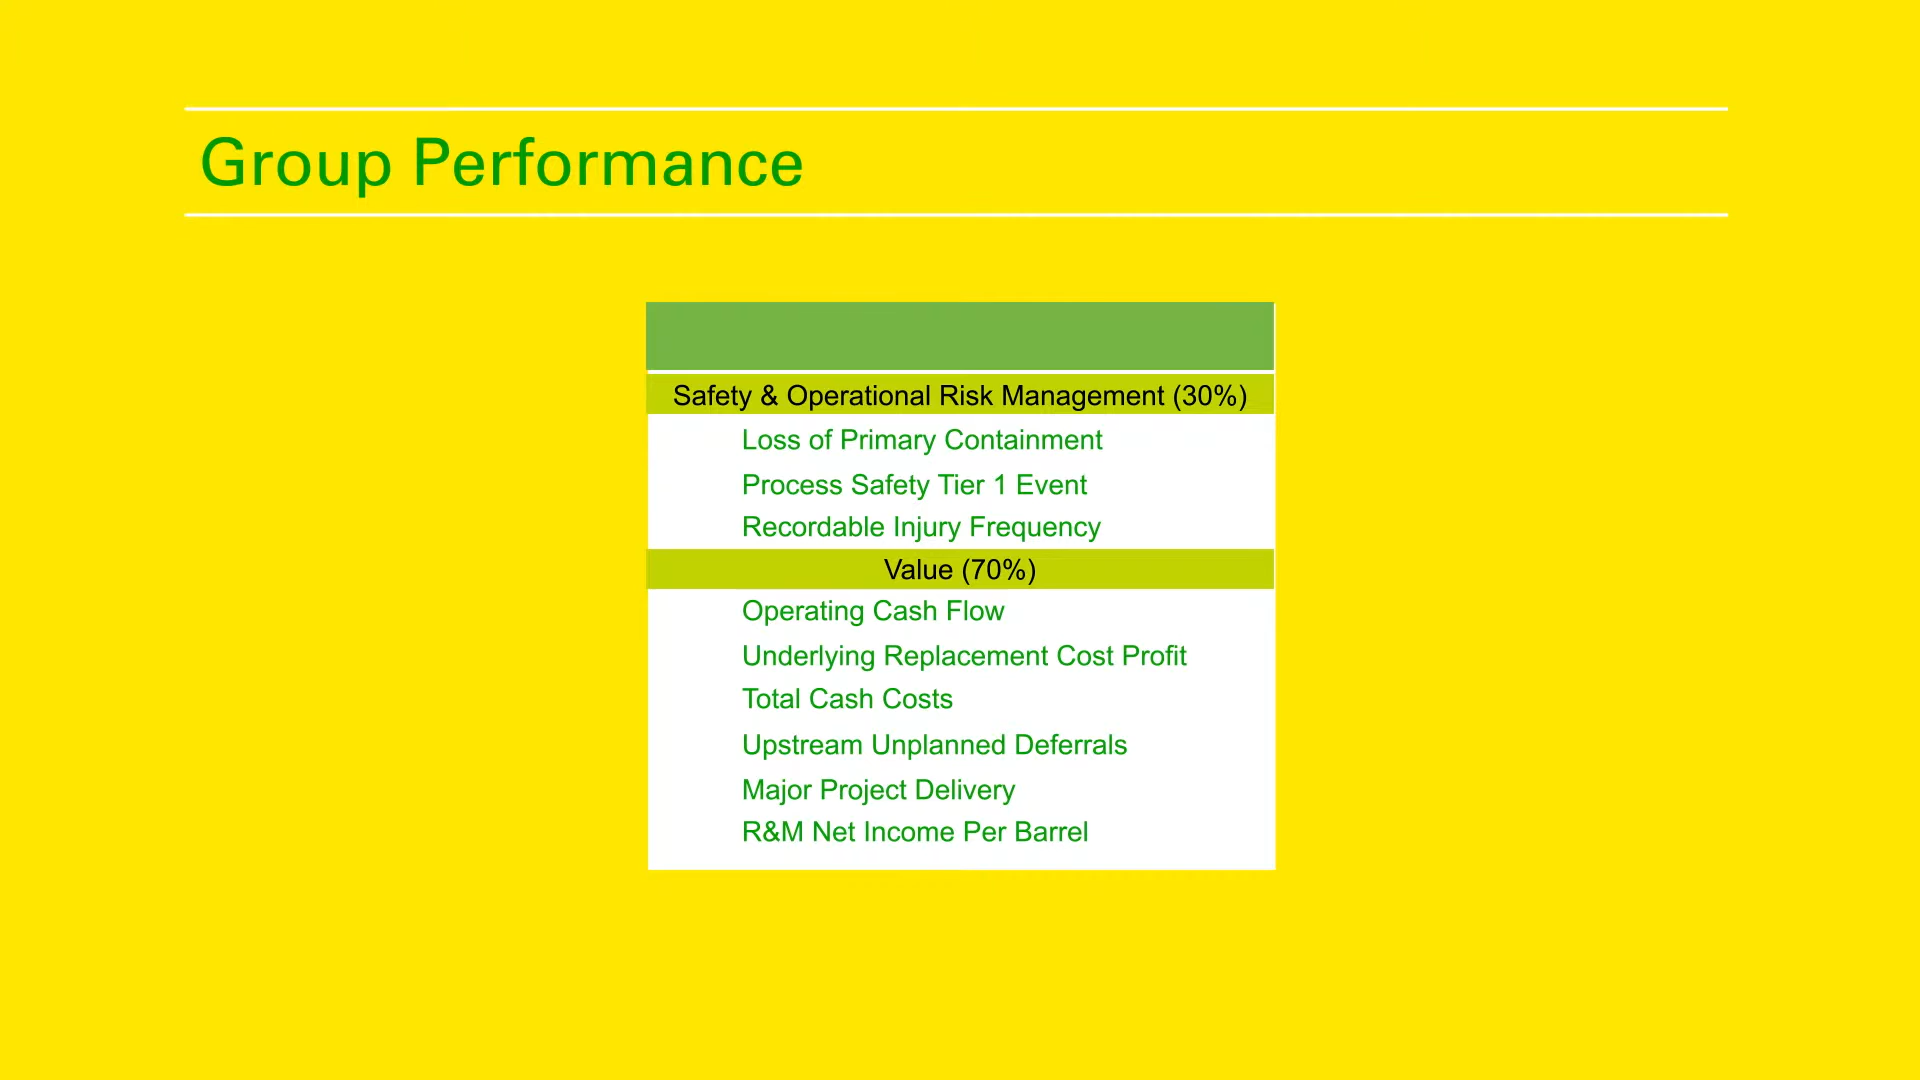 Group Performance
Safety & Operational Risk Management (30%)
Loss of Primary Containment
Process Safety Tier 1 Event
Recordable Injury Frequency
Value (70%)
Operating Cash Flow
Underlying Replacement Cost Profit
Total Cash Costs
Upstream Unplanned Deferrals
Major Project Delivery
R&M Net Income Per Barrel